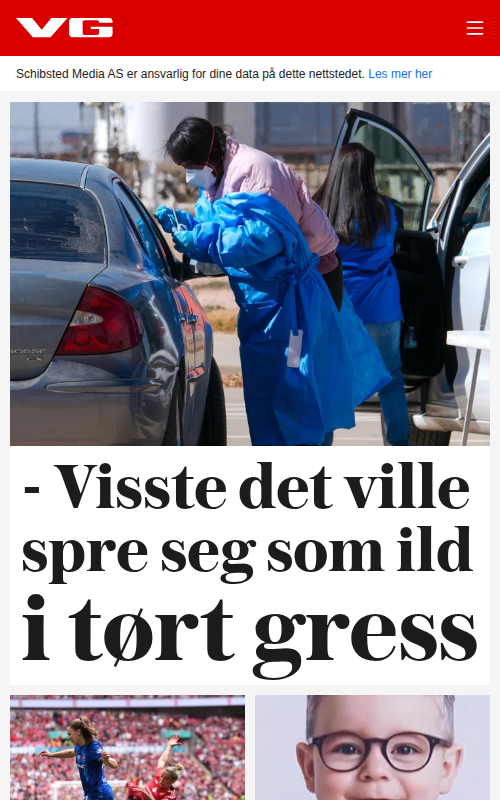 VG
Schibsted Media AS er ansvarlig for dine data på dette nettstedet. Les mer her
- Visste det ville
spre seg som ild
i tørt gress